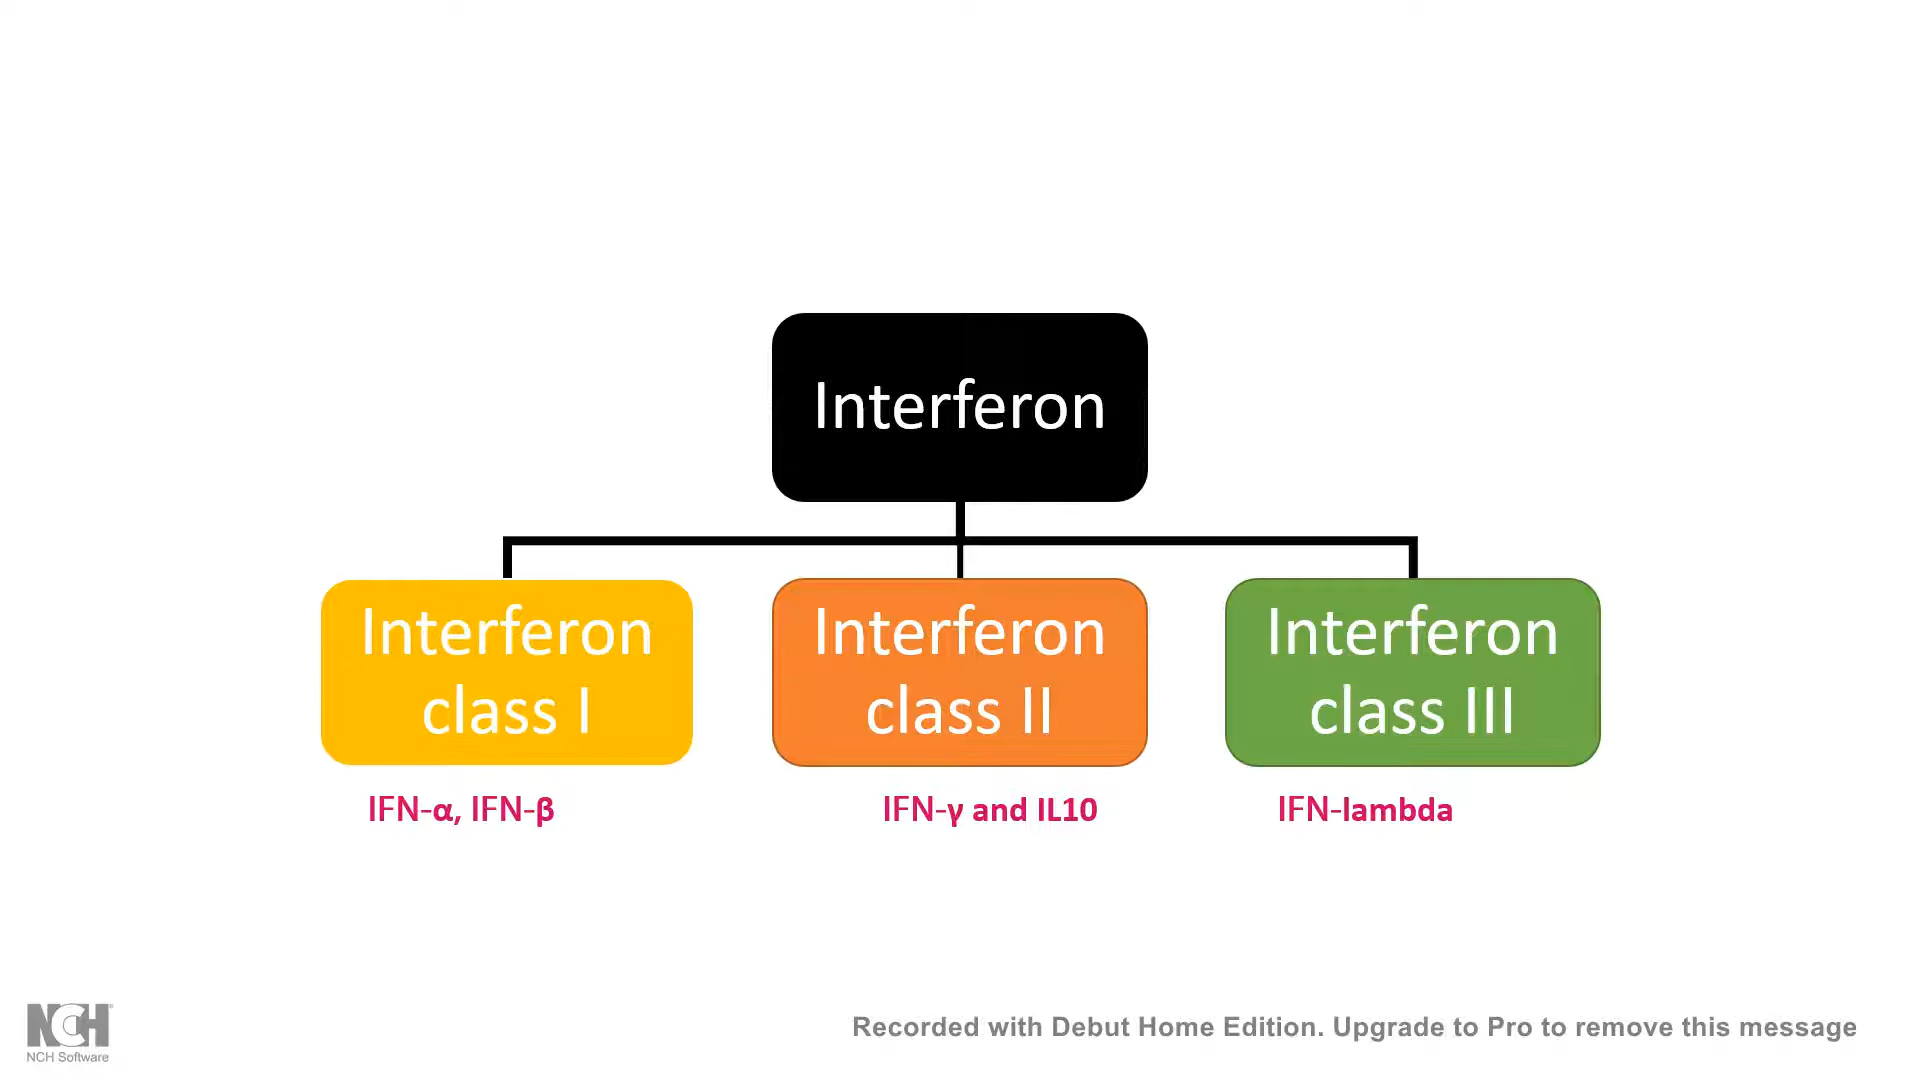 Interferon
Interferon
class I
Interferon
class II
Interferon
class III
IFN-α, IFN-β
IFN-γ and IL10
IFN-lambda
NCH
NCH Software
Recorded with Debut Home Edition. Upgrade to Pro to remove this message